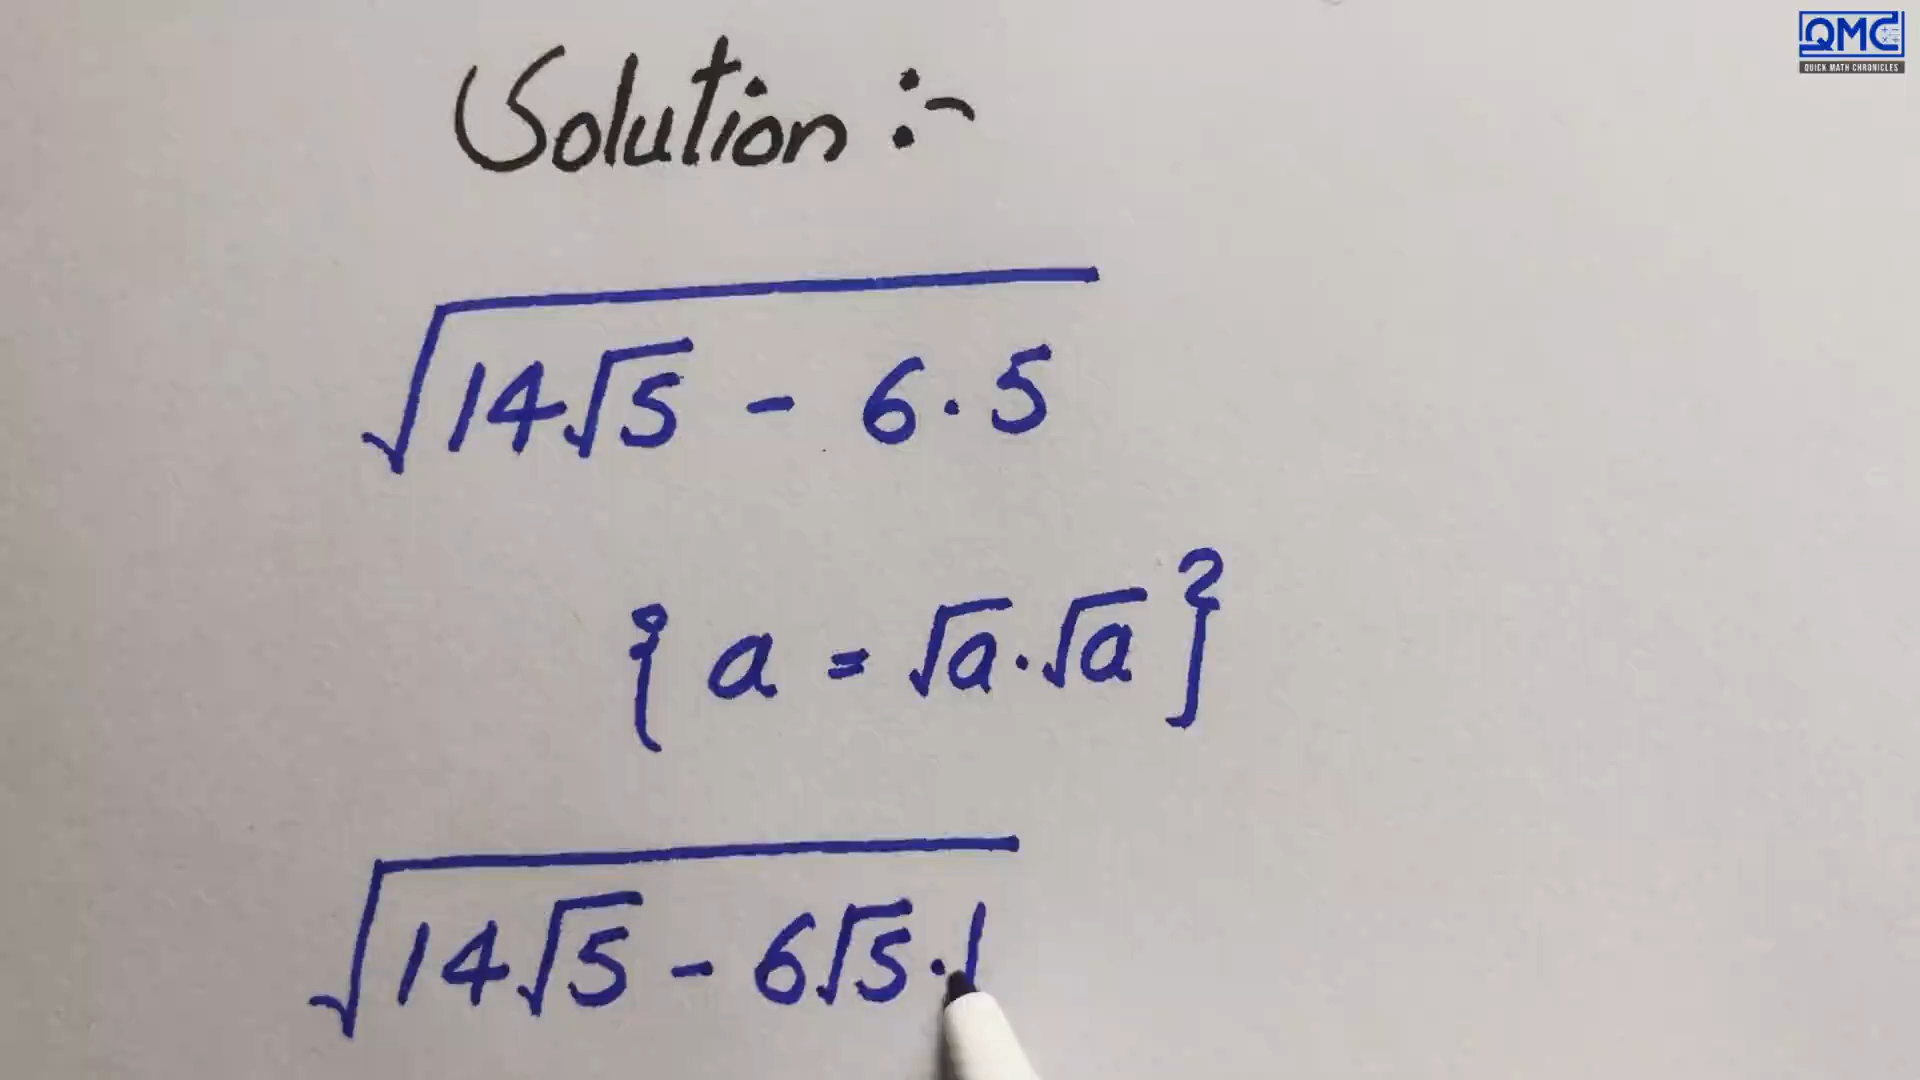 QMC
QUICK MATH CHRONICLES
Solution :-
√(14√5 - 6·5)
{ a = √a·√a }
√(14√5 - 6√5·